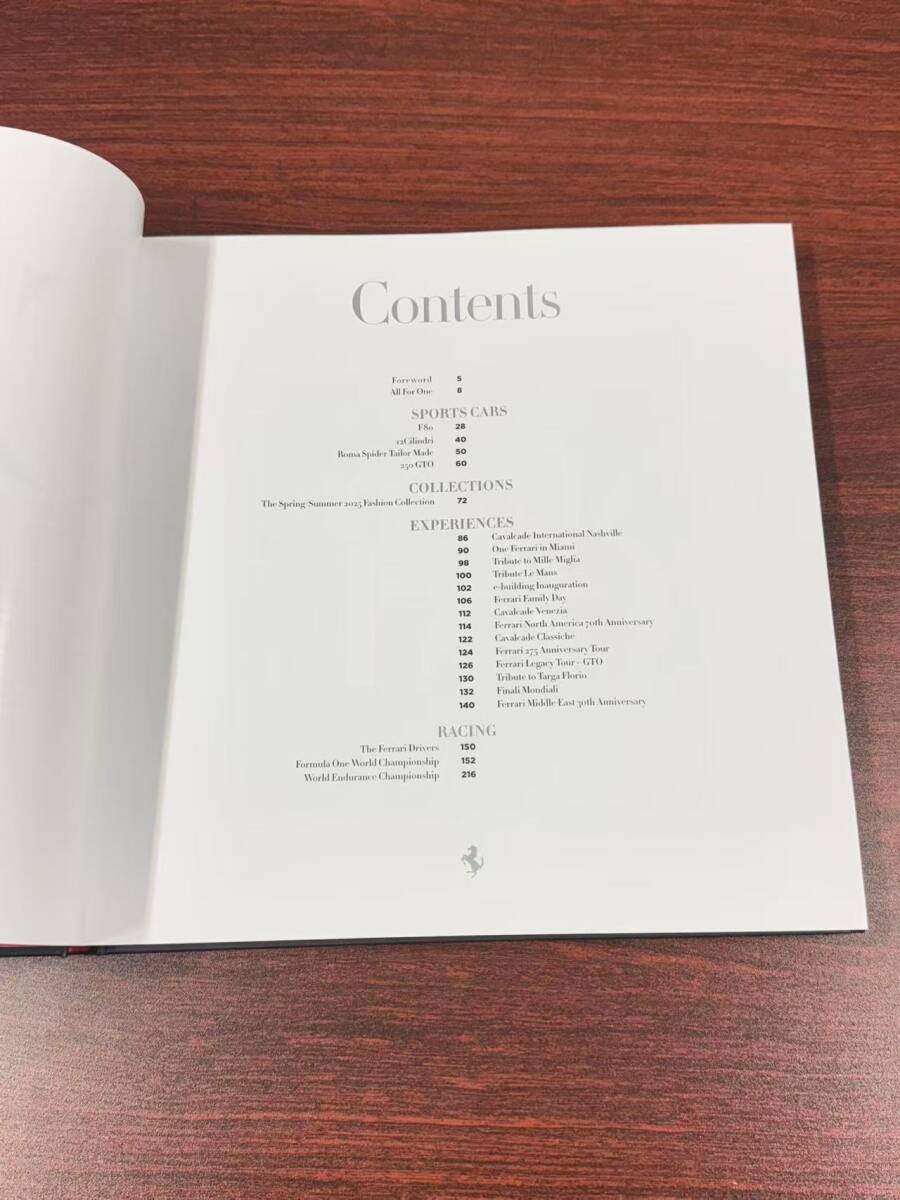 Contents
Foreword 5
All For One 8
SPORTS CARS
F80 28
12Cilindri 40
Roma Spider Tailor Made 50
250 GTO 60
COLLECTIONS
The Spring/Summer 2025 Fashion Collection 72
EXPERIENCES
86 Cavalcade International Nashville
90 One Ferrari in Miami
98 Tribute to Mille Miglia
100 Tribute Le Mans
102 e-building Inauguration
106 Ferrari Family Day
112 Cavalcade Venezia
114 Ferrari North America 70th Anniversary
122 Cavalcade Classiche
124 Ferrari 275 Anniversary Tour
126 Ferrari Legacy Tour - GTO
130 Tribute to Targa Florio
132 Finali Mondiali
140 Ferrari Middle East 30th Anniversary
RACING
The Ferrari Drivers 150
Formula One World Championship 152
World Endurance Championship 216